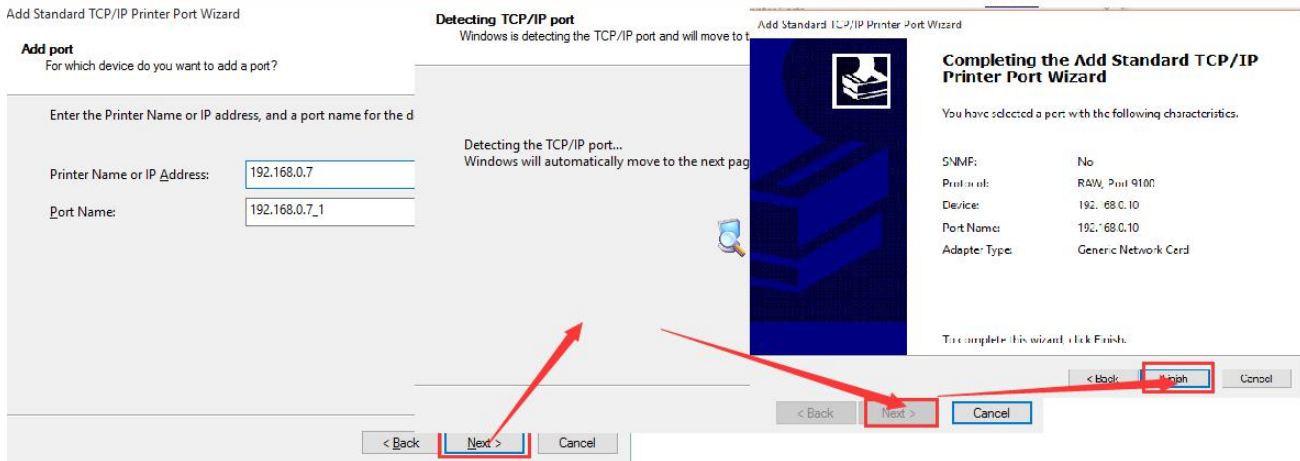 Add Standard TCP/IP Printer Port Wizard
Add port
For which device do you want to add a port?
Enter the Printer Name or IP address, and a port name for the d
Printer Name or IP Address:
192.168.0.7
Port Name:
192.168.0.7_1
< Back
Next >
Cancel
Detecting TCP/IP port
Windows is detecting the TCP/IP port and will move to t
Detecting the TCP/IP port...
Windows will automatically move to the next pag
< Back
Next >
Cancel
Add Standard TCP/IP Printer Port Wizard
Completing the Add Standard TCP/IP
Printer Port Wizard
You have selected a port with the following characteristics.
SNMP: No
Protocol: RAW, Port 9100
Device: 192.168.0.10
Port Name: 192.168.0.10
Adapter Type: Generic Network Card
To complete this wizard, click Finish.
< Back
Finish
Cancel